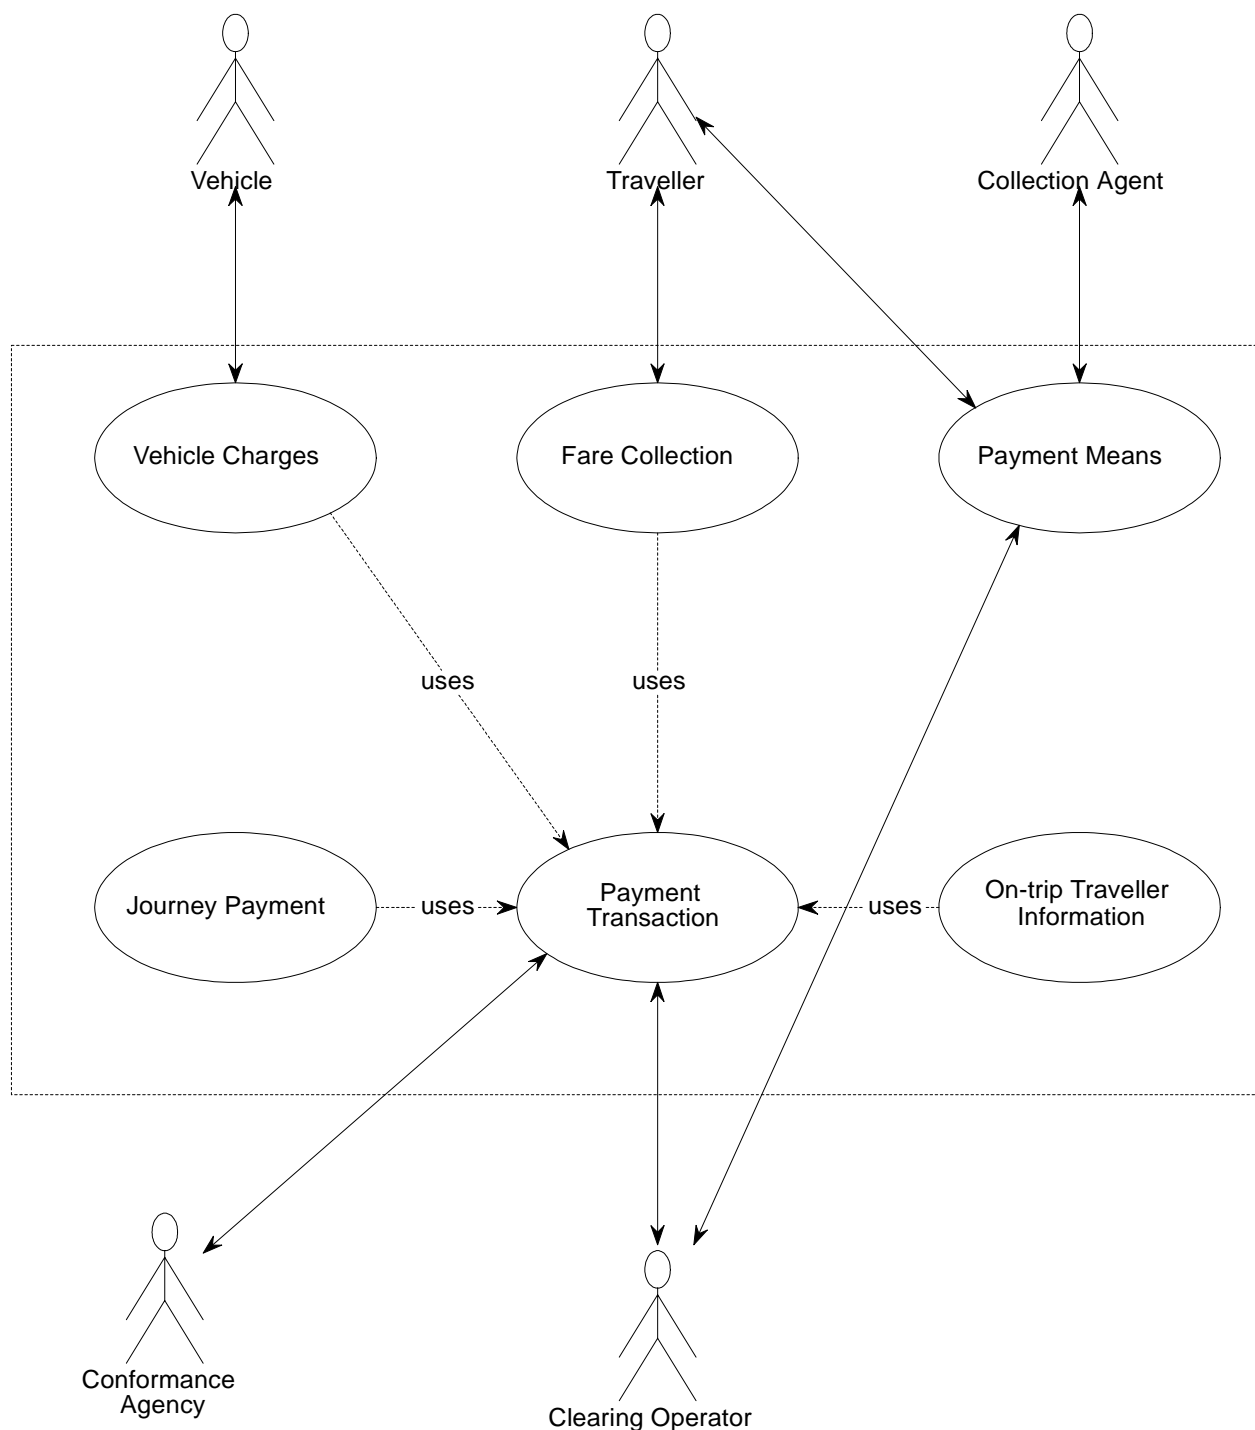 Vehicle
Traveller
Collection Agent
Vehicle Charges
Fare Collection
Payment Means
uses
uses
Journey Payment
uses
Payment
Transaction
uses
On-trip Traveller
Information
Conformance
Agency
Clearing Operator